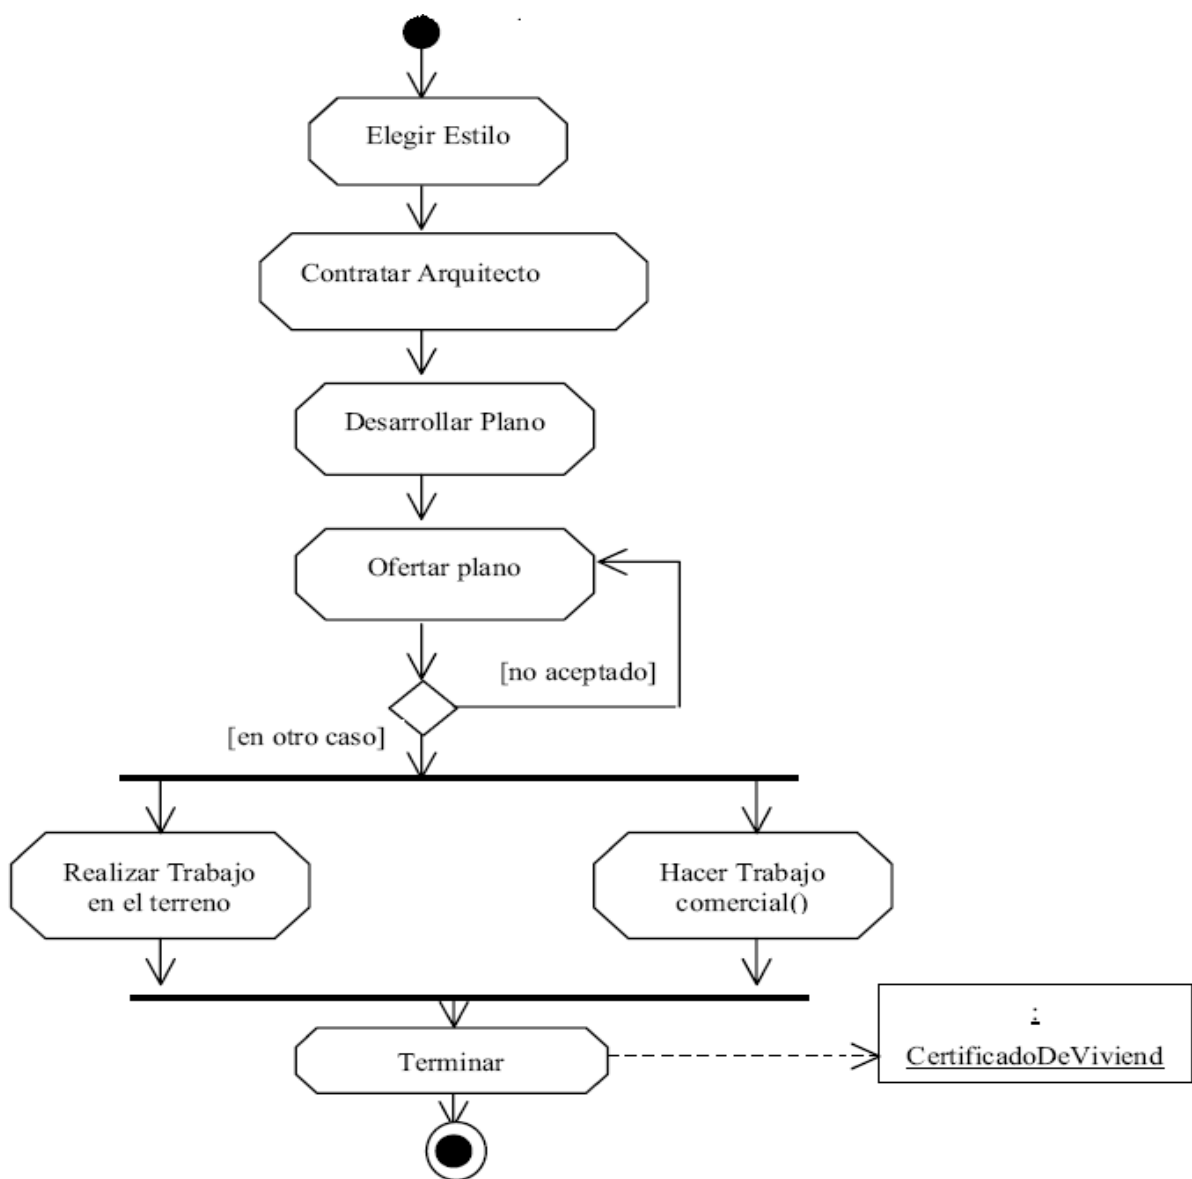 Elegir Estilo
Contratar Arquitecto
Desarrollar Plano
Ofertar plano
[no aceptado]
[en otro caso]
Realizar Trabajo
en el terreno
Hacer Trabajo
comercial()
:
CertificadoDeViviend
Terminar